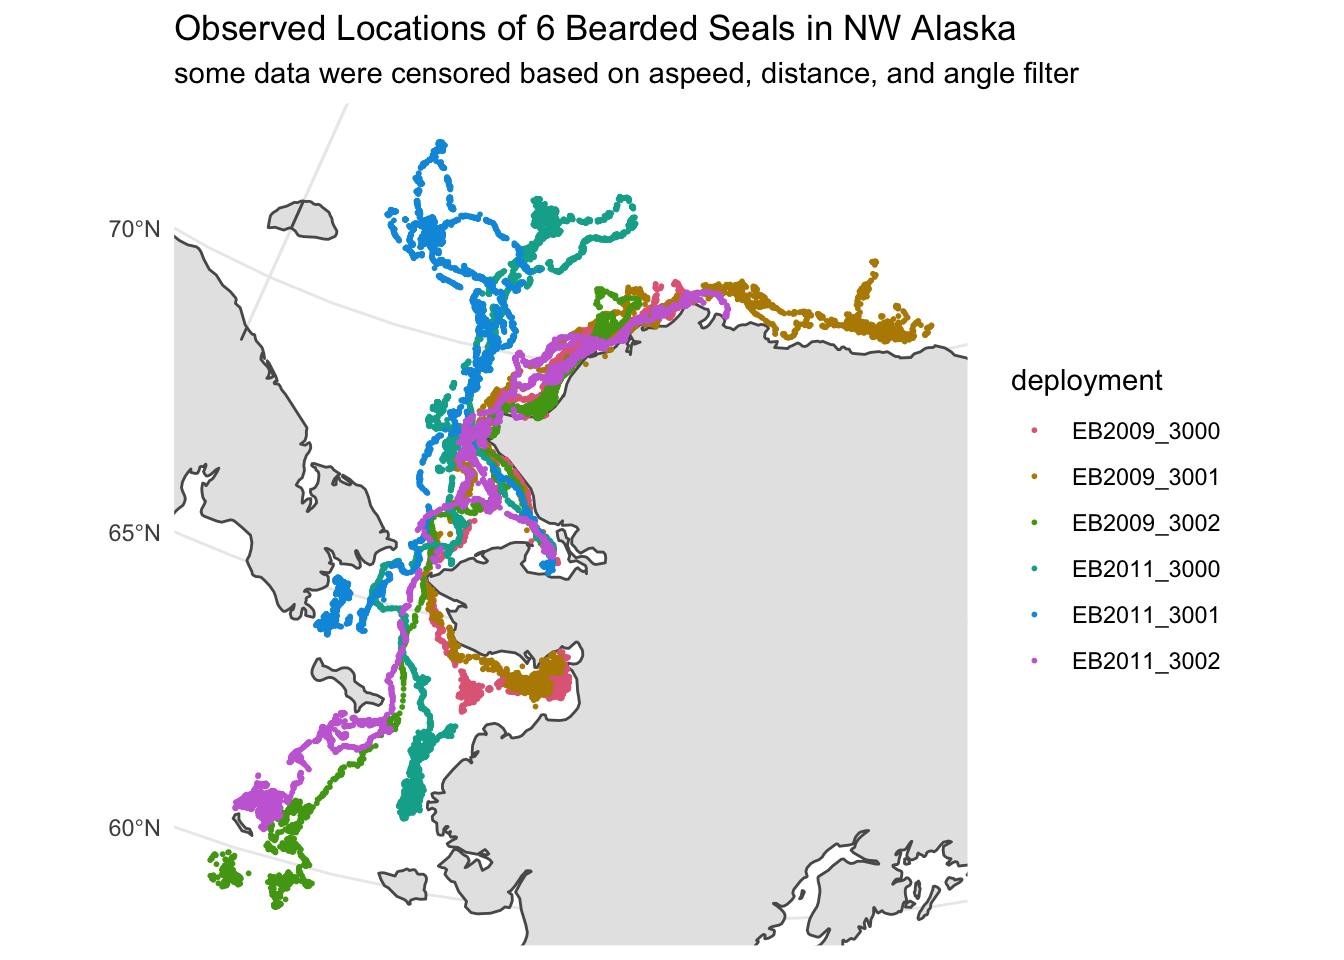 Observed Locations of 6 Bearded Seals in NW Alaska
some data were censored based on aspeed, distance, and angle filter
70°N
65°N
60°N
deployment
EB2009_3000
EB2009_3001
EB2009_3002
EB2011_3000
EB2011_3001
EB2011_3002